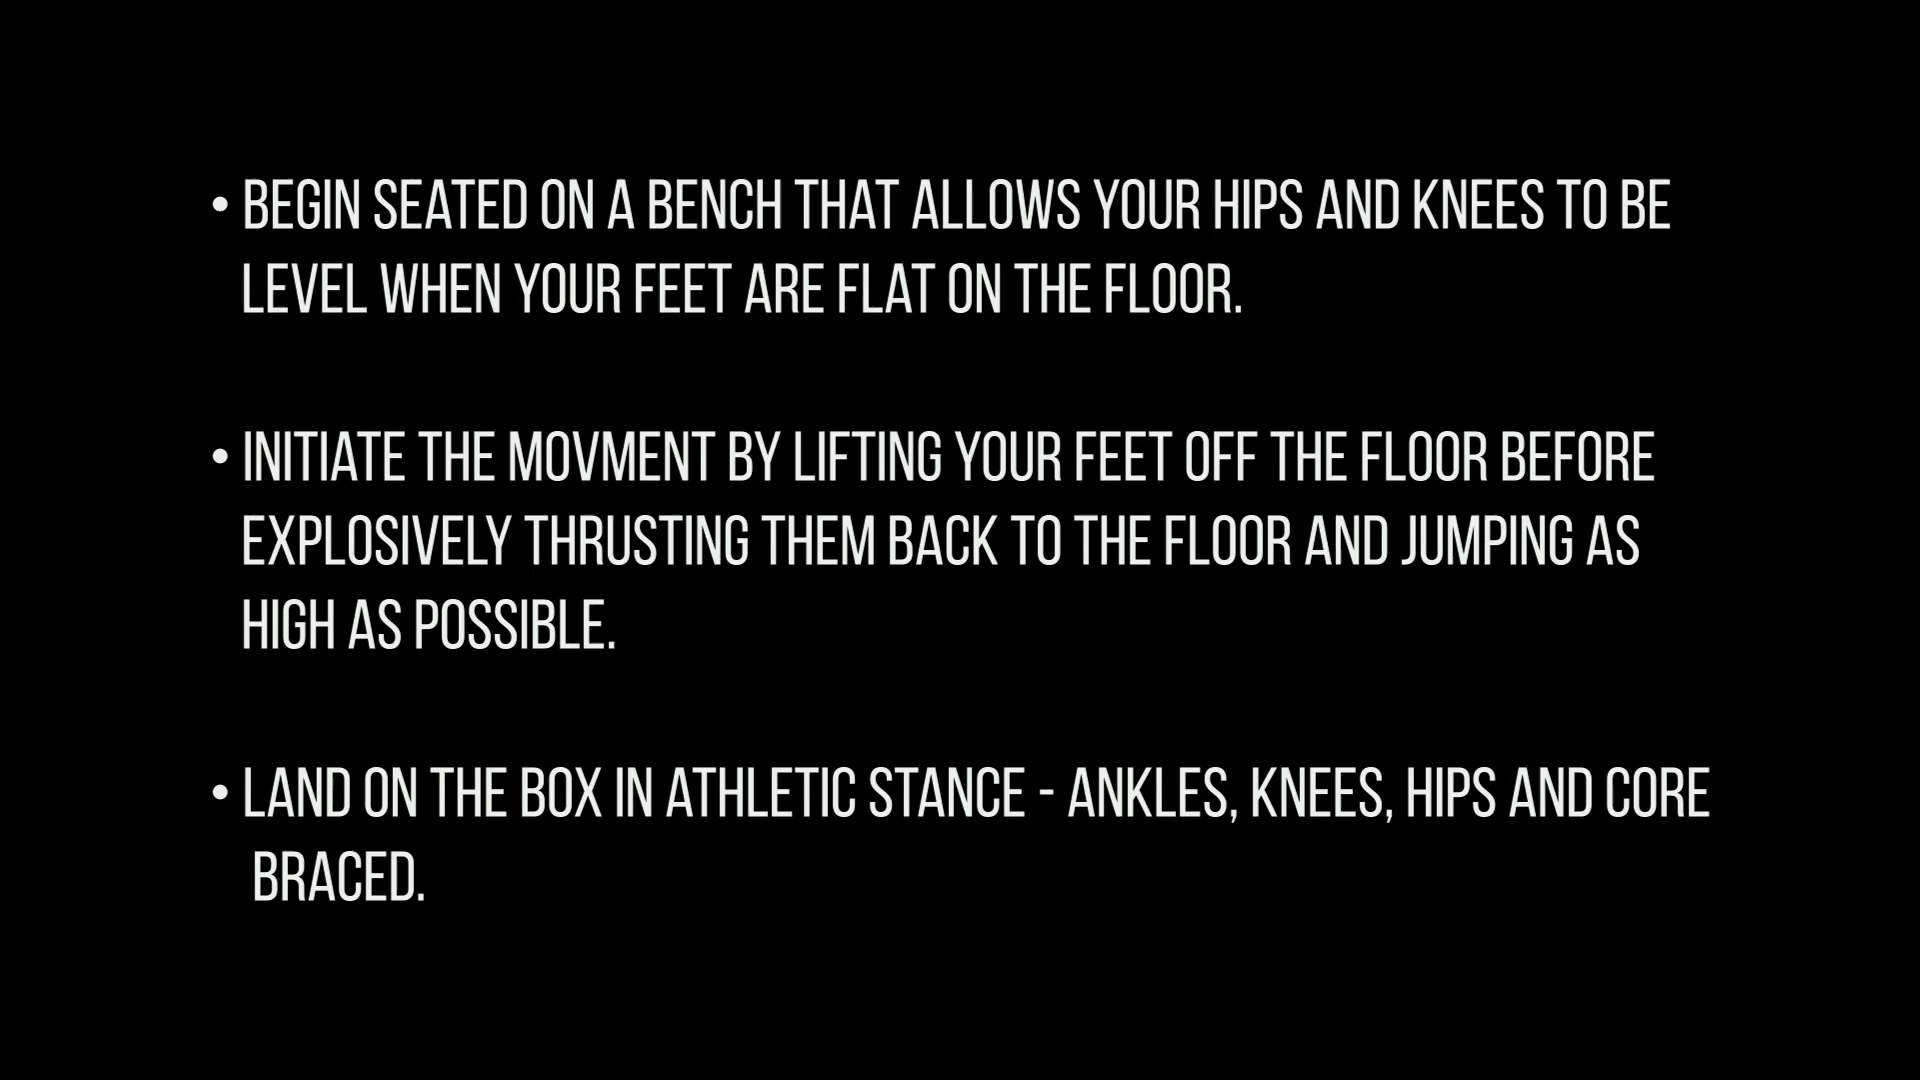 • BEGIN SEATED ON A BENCH THAT ALLOWS YOUR HIPS AND KNEES TO BE
LEVEL WHEN YOUR FEET ARE FLAT ON THE FLOOR.
• INITIATE THE MOVMENT BY LIFTING YOUR FEET OFF THE FLOOR BEFORE
EXPLOSIVELY THRUSTING THEM BACK TO THE FLOOR AND JUMPING AS
HIGH AS POSSIBLE.
• LAND ON THE BOX IN ATHLETIC STANCE - ANKLES, KNEES, HIPS AND CORE
BRACED.